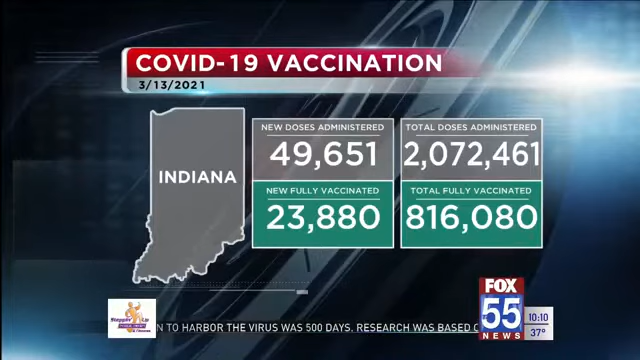 COVID-19 VACCINATION
3/13/2021
INDIANA
NEW DOSES ADMINISTERED
49,651
TOTAL DOSES ADMINISTERED
2,072,461
NEW FULLY VACCINATED
23,880
TOTAL FULLY VACCINATED
816,080
FOX
55
NEWS
10:10
37°
N TO HARBOR THE VIRUS WAS 500 DAYS. RESEARCH WAS BASED